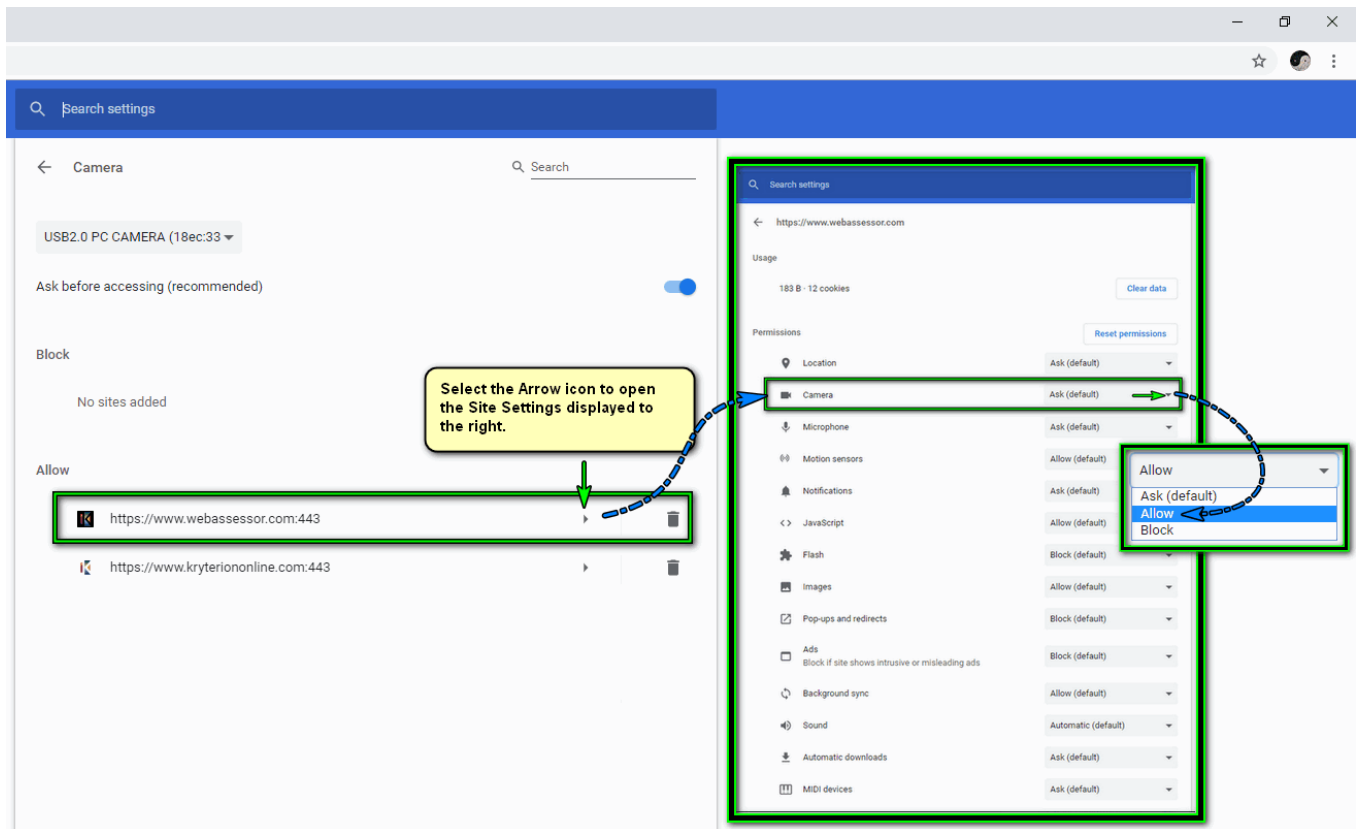 Search settings
Camera
Search
USB2.0 PC CAMERA (18ec:33
Ask before accessing (recommended)
Block
No sites added
Allow
https://www.webassessor.com:443
https://www.kryteriononline.com:443
Select the Arrow icon to open
the Site Settings displayed to
the right.
Search settings
https://www.webassessor.com
Usage
183 B · 12 cookies
Clear data
Permissions
Reset permissions
Location Ask (default)
Camera Ask (default)
Microphone Ask (default)
Motion sensors Allow (default)
Notifications Ask (default)
JavaScript Allow (default)
Flash Block (default)
Images Allow (default)
Pop-ups and redirects Block (default)
Ads
Block if site shows intrusive or misleading ads Block (default)
Background sync Allow (default)
Sound Automatic (default)
Automatic downloads Ask (default)
MIDI devices Ask (default)
Allow
Ask (default)
Allow
Block